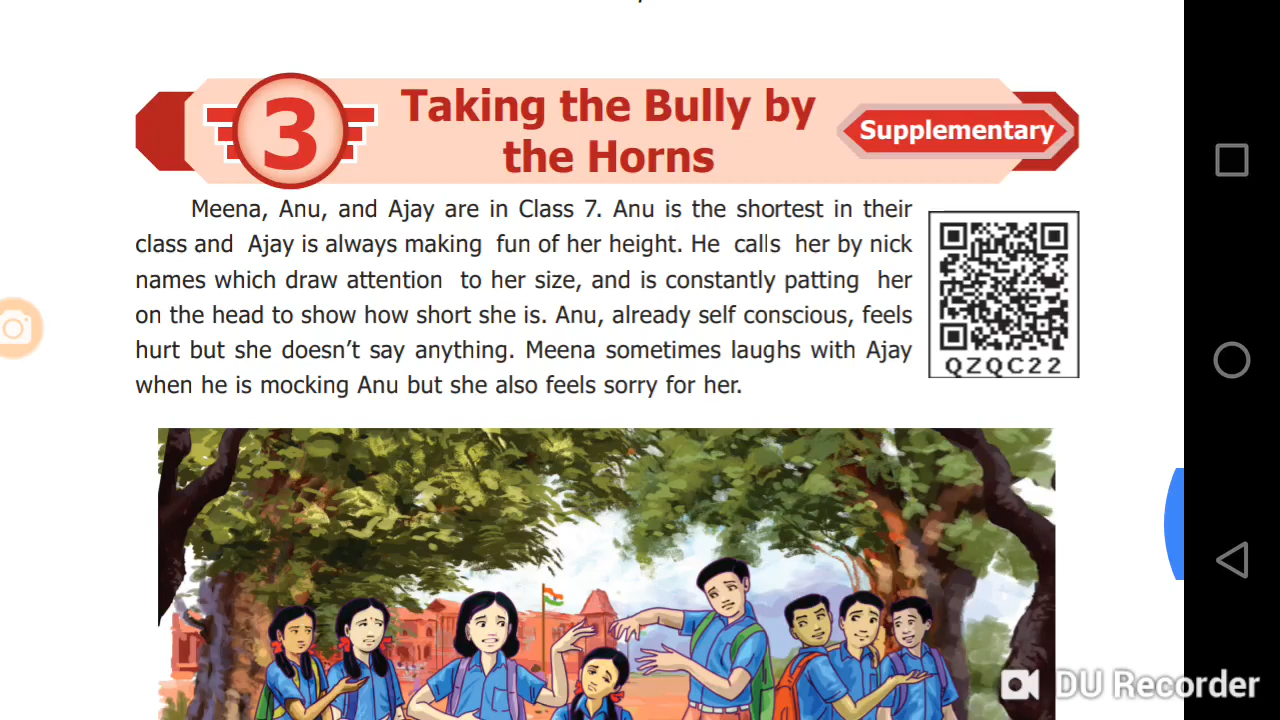 3
Taking the Bully by
the Horns
Supplementary
Meena, Anu, and Ajay are in Class 7. Anu is the shortest in their
class and Ajay is always making fun of her height. He calls her by nick
names which draw attention to her size, and is constantly patting her
on the head to show how short she is. Anu, already self conscious, feels
hurt but she doesn't say anything. Meena sometimes laughs with Ajay
when he is mocking Anu but she also feels sorry for her.
QZQC22
DU Recorder